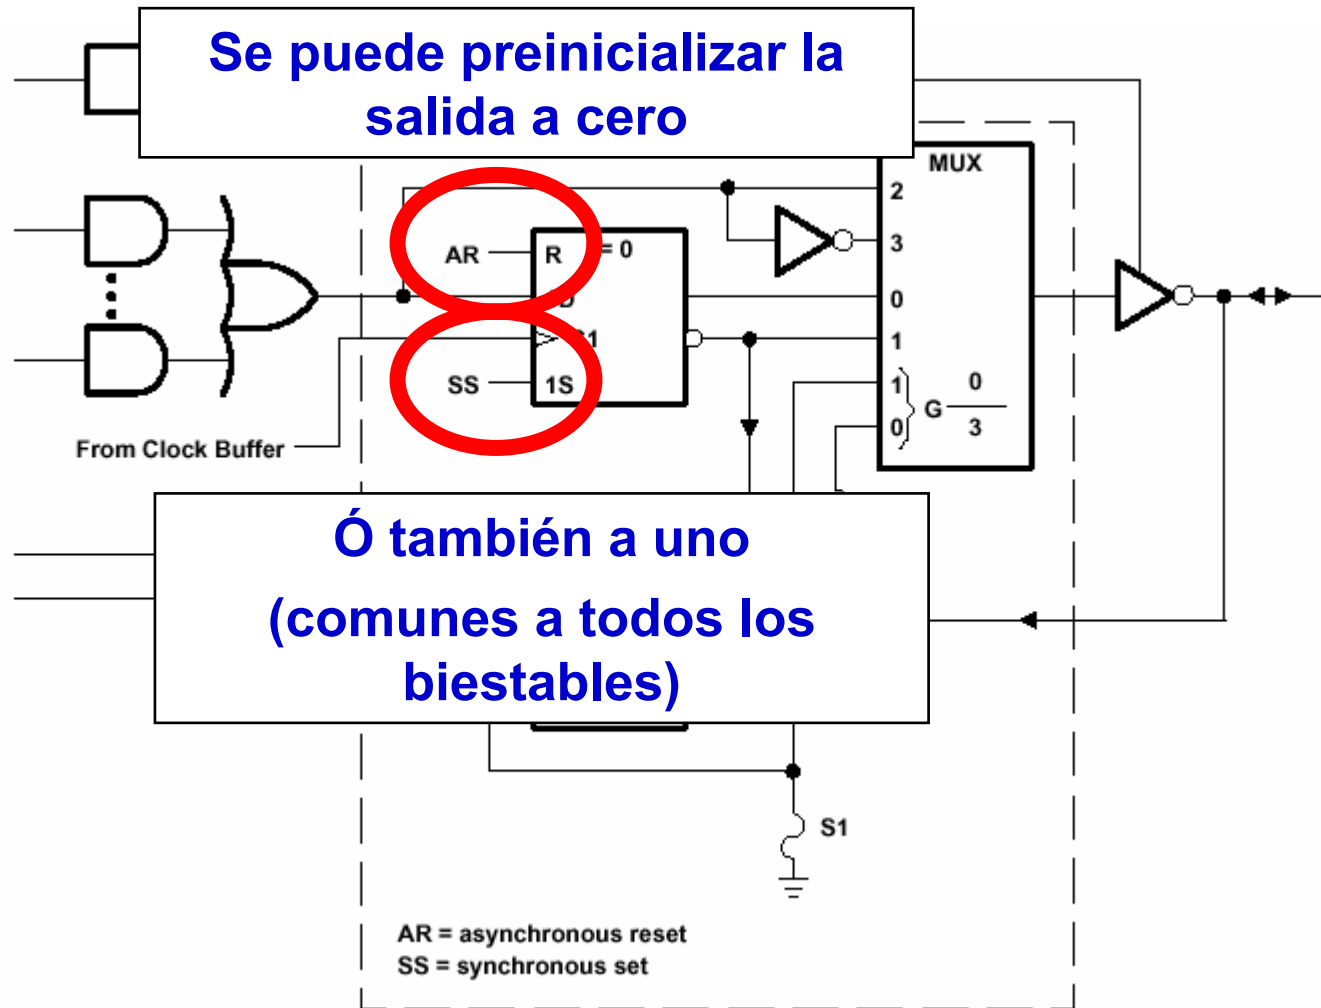 Se puede preinicializar la
salida a cero
MUX
2
AR
R
= 0
3
0
1
SS
1S
1
0
G
0
3
From Clock Buffer
Ó también a uno
(comunes a todos los
biestables)
S1
AR = asynchronous reset
SS = synchronous set